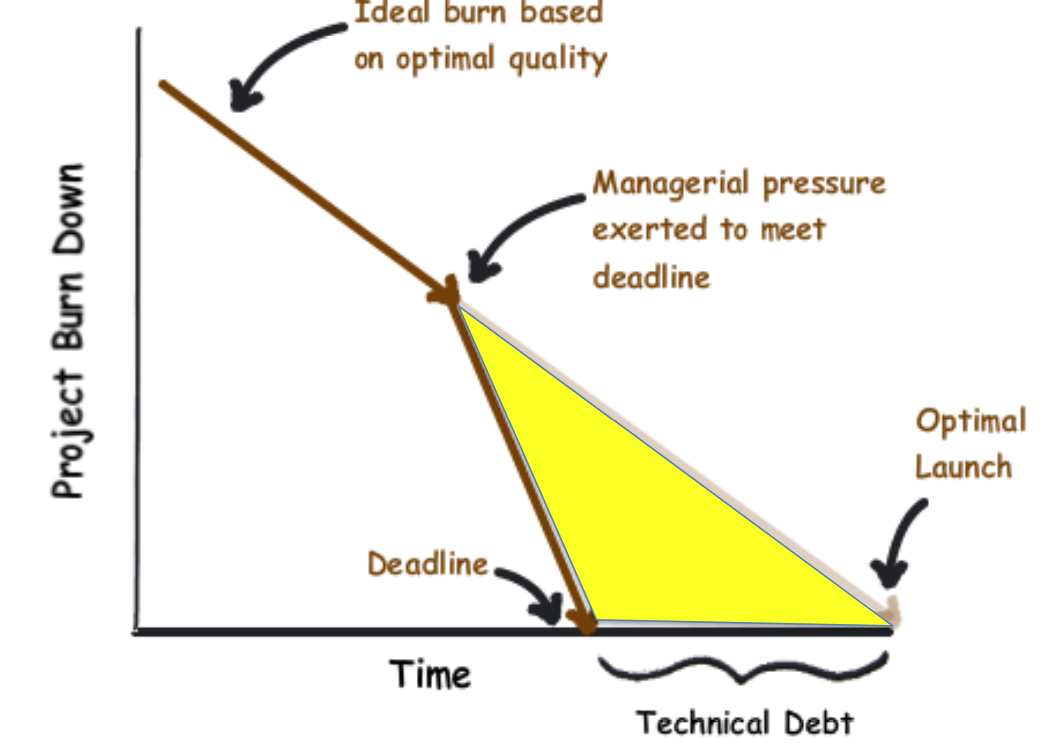 Ideal burn based
on optimal quality
Managerial pressure
exerted to meet
deadline
Project Burn Down
Optimal
Launch
Deadline
Time
Technical Debt